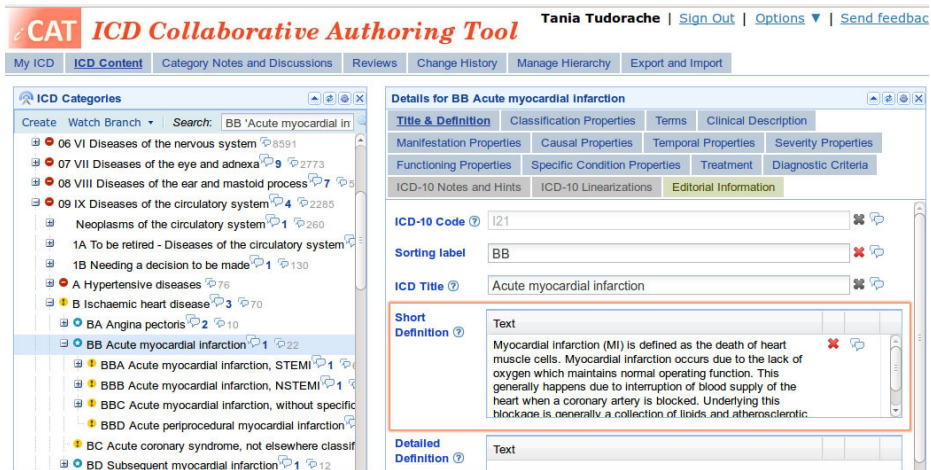 iCAT ICD Collaborative Authoring Tool
Tania Tudorache | Sign Out | Options ▼ | Send feedbac
My ICD ICD Content Category Notes and Discussions Reviews Change History Manage Hierarchy Export and Import
ICD Categories
Create Watch Branch Search: BB 'Acute myocardial in
06 VI Diseases of the nervous system 8591
07 VII Diseases of the eye and adnexa 9 2773
08 VIII Diseases of the ear and mastoid process 7 5
09 IX Diseases of the circulatory system 4 2285
Neoplasms of the circulatory system 1 260
1A To be retired - Diseases of the circulatory system
1B Needing a decision to be made 1 130
A Hypertensive diseases 76
B Ischaemic heart disease 3 70
BA Angina pectoris 2 10
BB Acute myocardial infarction 1 22
BBA Acute myocardial infarction, STEMI 1
BBB Acute myocardial infarction, NSTEMI 1
BBC Acute myocardial infarction, without specific
BBD Acute periprocedural myocardial infarction
BC Acute coronary syndrome, not elsewhere classif
BD Subsequent myocardial infarction 1 12
Details for BB Acute myocardial infarction
Title & Definition Classification Properties Terms Clinical Description
Manifestation Properties Causal Properties Temporal Properties Severity Properties
Functioning Properties Specific Condition Properties Treatment Diagnostic Criteria
ICD-10 Notes and Hints ICD-10 Linearizations Editorial Information
ICD-10 Code I21
Sorting label BB
ICD Title Acute myocardial infarction
Short
Definition
Text
Myocardial infarction (MI) is defined as the death of heart
muscle cells. Myocardial infarction occurs due to the lack of
oxygen which maintains normal operating function. This
generally happens due to interruption of blood supply of the
heart when a coronary artery is blocked. Underlying this
blockage is generally a collection of lipids and atherosclerotic
Detailed
Definition
Text